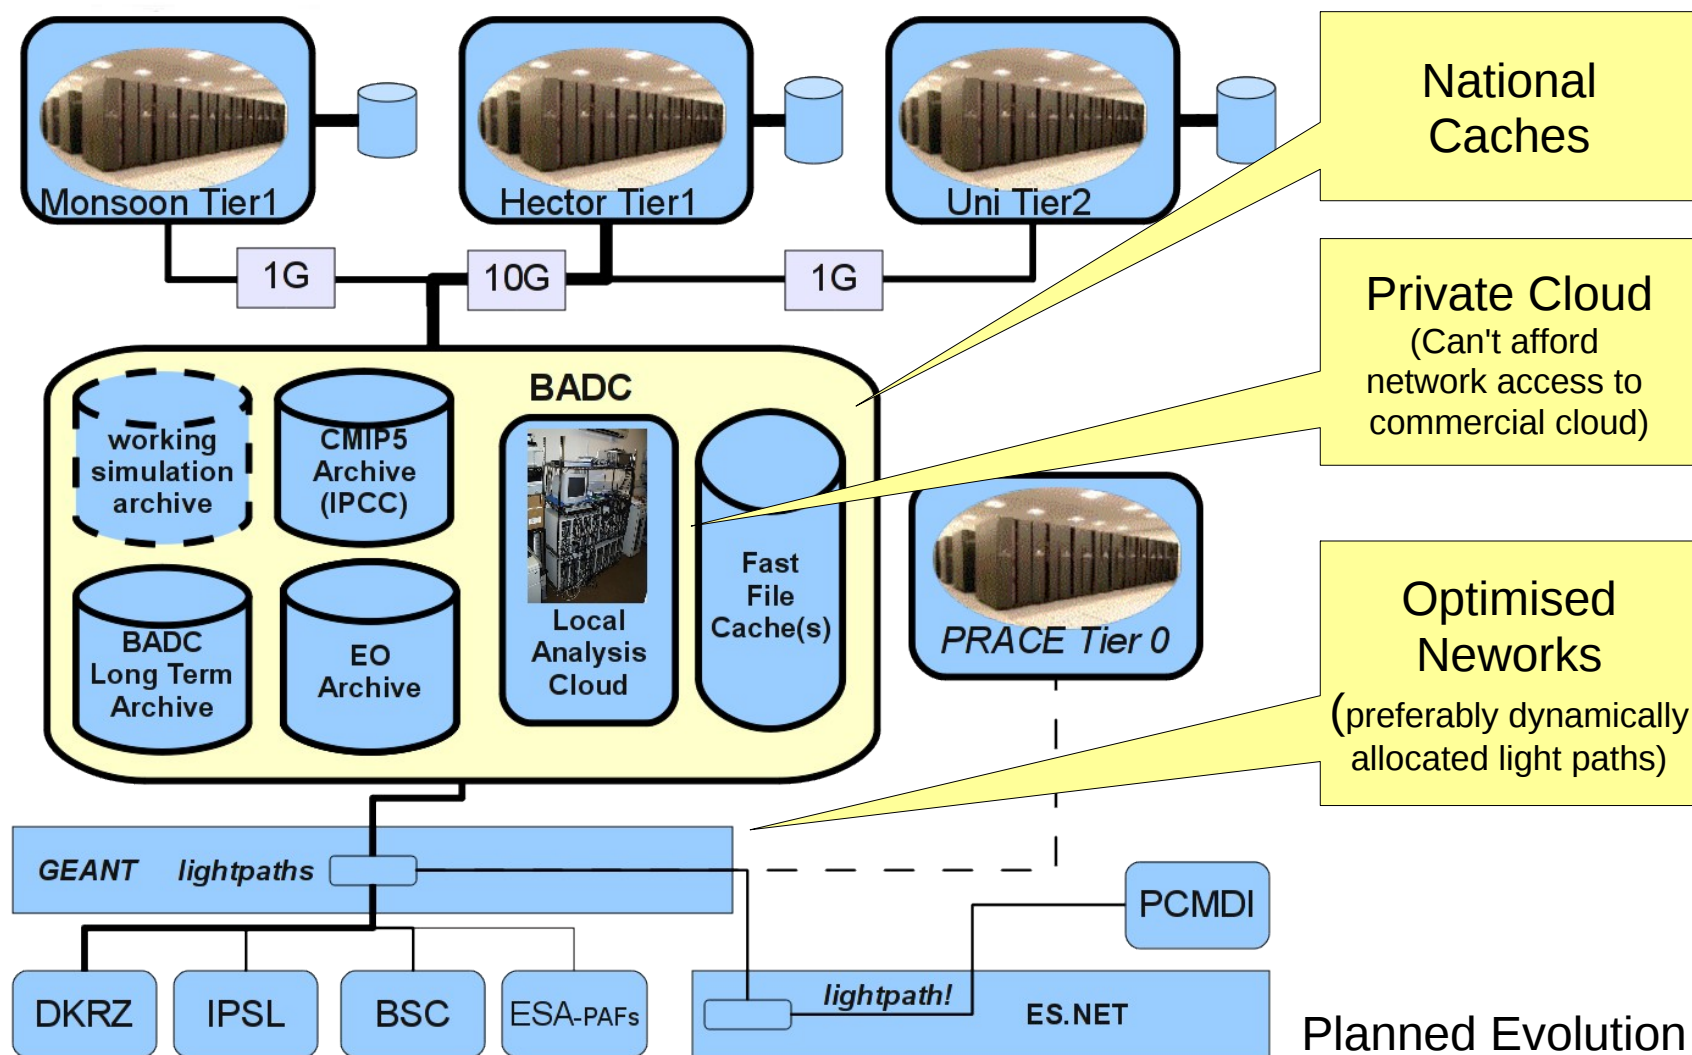 Monsoon Tier1
Hector Tier1
Uni Tier2
National
Caches
1G
10G
1G
Private Cloud
(Can't afford
network access to
commercial cloud)
BADC
working
simulation
archive
CMIP5
Archive
(IPCC)
BADC
Long Term
Archive
EO
Archive
Local
Analysis
Cloud
Fast
File
Cache(s)
PRACE Tier 0
Optimised
Neworks
(preferably dynamically
allocated light paths)
GEANT lightpaths
PCMDI
DKRZ
IPSL
BSC
ESA-PAFs
lightpath!
ES.NET
Planned Evolution